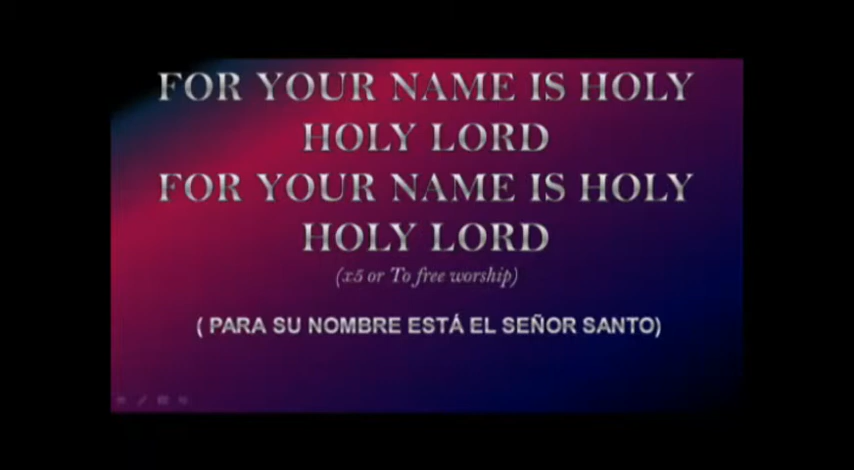 FOR YOUR NAME IS HOLY
HOLY LORD
FOR YOUR NAME IS HOLY
HOLY LORD
(x5 or To free worship)
( PARA SU NOMBRE ESTÁ EL SEÑOR SANTO)